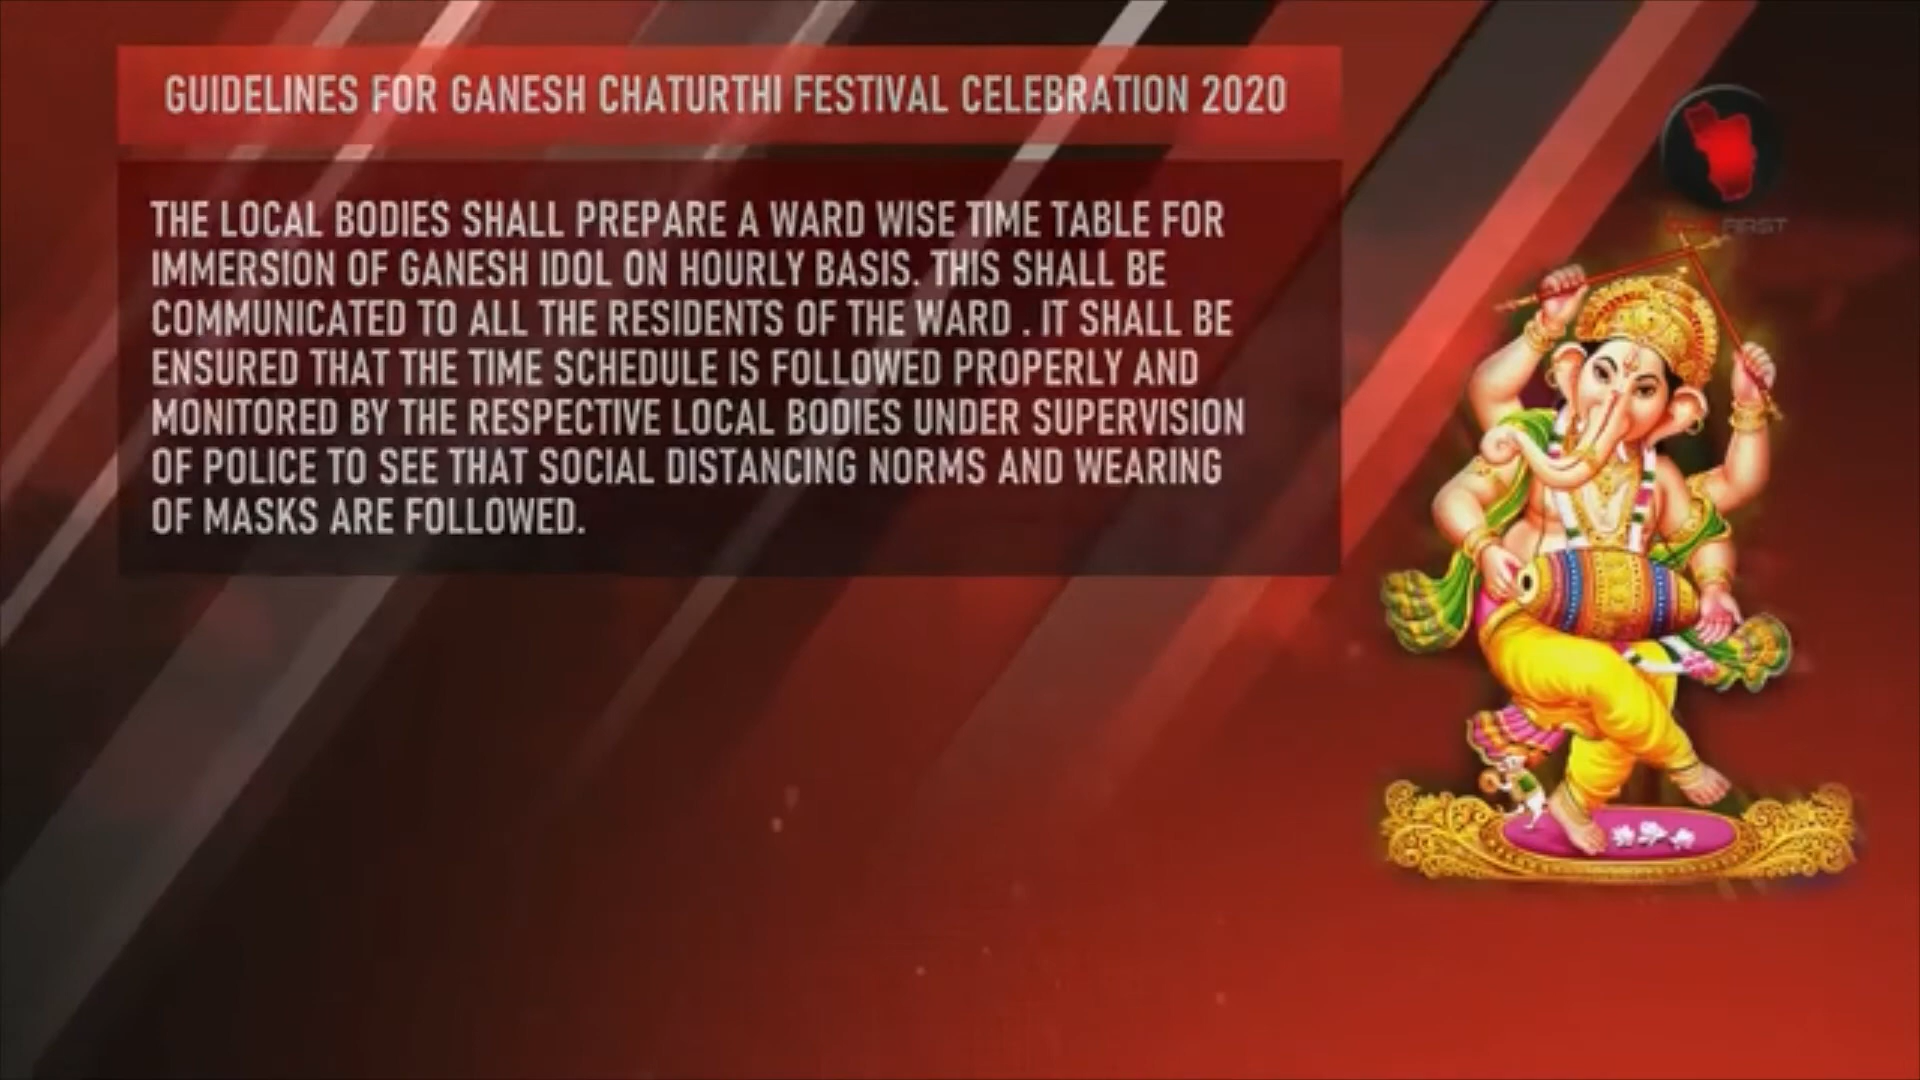 GUIDELINES FOR GANESH CHATURTHI FESTIVAL CELEBRATION 2020
THE LOCAL BODIES SHALL PREPARE A WARD WISE TIME TABLE FOR
IMMERSION OF GANESH IDOL ON HOURLY BASIS. THIS SHALL BE
COMMUNICATED TO ALL THE RESIDENTS OF THE WARD . IT SHALL BE
ENSURED THAT THE TIME SCHEDULE IS FOLLOWED PROPERLY AND
MONITORED BY THE RESPECTIVE LOCAL BODIES UNDER SUPERVISION
OF POLICE TO SEE THAT SOCIAL DISTANCING NORMS AND WEARING
OF MASKS ARE FOLLOWED.
FIRST